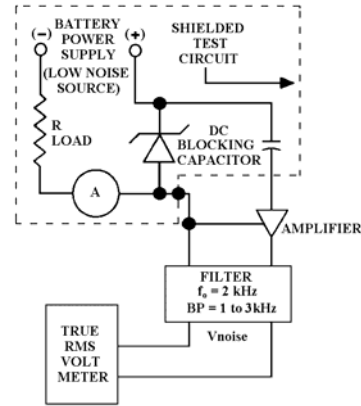 (−)
BATTERY
POWER
SUPPLY
(LOW NOISE
SOURCE)
(+)
SHIELDED
TEST
CIRCUIT
R
LOAD
DC
BLOCKING
CAPACITOR
A
AMPLIFIER
FILTER
fo = 2 kHz
BP = 1 to 3kHz
Vnoise
TRUE
RMS
VOLT
METER